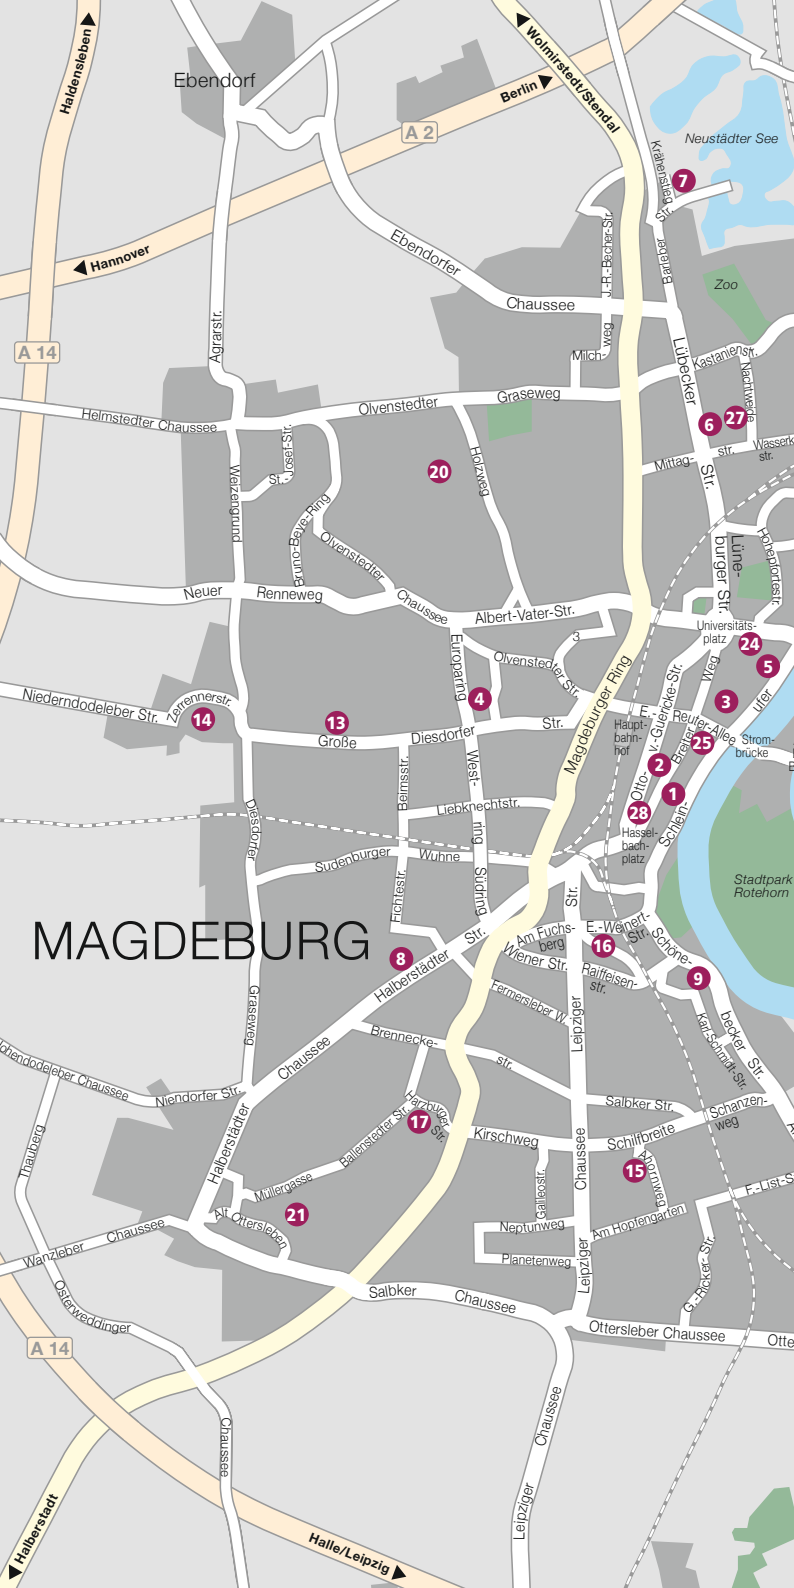 Haldensleben
Wolmirstedt/Stendal
Ebendorf
Berlin
A 2
Neustädter See
Krähenstieg
7
Barleber
Str.
Hannover
Ebendorfer
Chaussee
J.-R.-Becher-Str.
Milch-
weg
Zoo
Agrarstr.
A 14
Lübecker
Str.
Kastanienstr.
Nachtweide
Helmstedter Chaussee
Olvenstedter
Graseweg
6
27
Mittag-
str.
str.
St.-Josef-Str.
20
Holzweg
Weizengrund
Bruno-Beye-Ring
Olvenstedter
Chaussee
Lüne-
burger Str.
Hohepfortestr.
Neuer
Renneweg
Albert-Vater-Str.
Universitäts-
platz
24
3
5
Europaring
Olvenstedter Str.
Weg
Magdeburger Ring
4
3
ufer
Niederndodeleber Str.
Zerrennerstr.
14
13
Große
Diesdorfer
Str.
Haupt-
bahn-
hof
E.-
Reuter-Allee
25
Strom-
brücke
Otto-
v.-Guericke-Str.
Breiter
2
1
28
Schlein-
Hassel-
bach-
platz
Beimsstr.
West-
ring
Liebknechtstr.
Diesdorfer
Sudenburger
Wuhne
Südring
Fichtestr.
Stadtpark
Rotehorn
MAGDEBURG
Str.
Am Fuchs-
berg
E.-Weinert-
Str.
16
Wiener Str.
Raiffeisen-
str.
Schöne-
becker
Str.
9
8
Halberstädter
Str.
Fermersleber W.
Leipziger
Graseweg
Karl-Schmidt-Str.
Brennecke-
str.
Chaussee
Hohendodeleber Chaussee
Niendorfer Str.
Halberstädter
Harzburger
Str.
17
Salbker Str.
Schanzen-
weg
Thauberg
Ballenstedter Str.
Kirschweg
Chaussee
Schilfbreite
15
Ahornweg
Müllergasse
Galileostr.
F.-List-S
21
Alt Ottersleben
Neptunweg
Am Hopfengarten
Wanzleber
Chaussee
Planetenweg
Leipziger
G.-Ricker-Str.
Osterweddinger
Salbker
Chaussee
Ottersleber Chaussee
Otte
A 14
Chaussee
Chaussee
Leipziger
Halberstadt
Halle/Leipzig